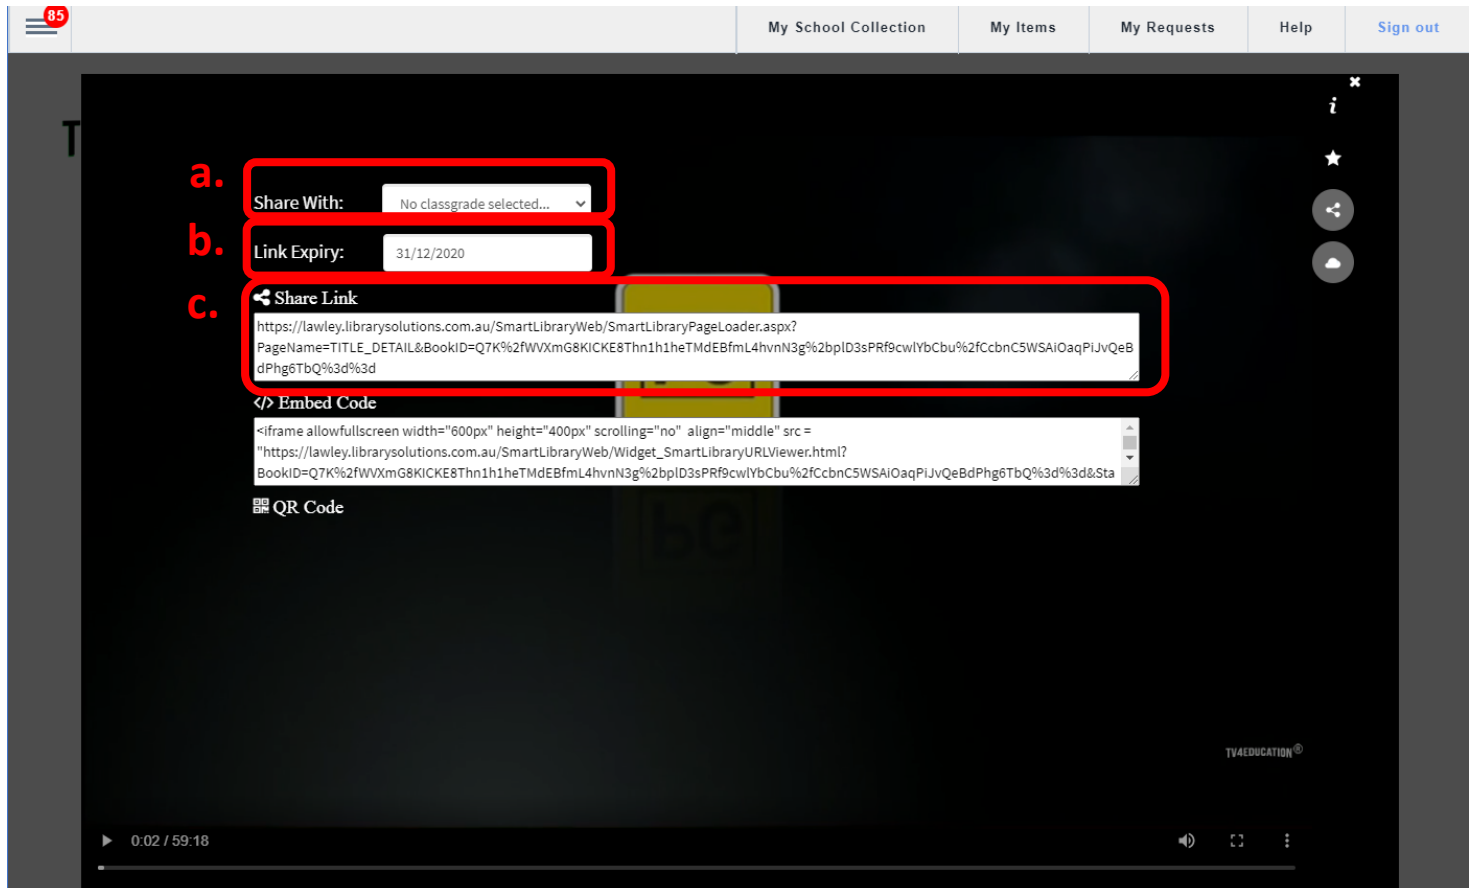 85
My School Collection
My Items
My Requests
Help
Sign out
T
i
a.
Share With:
No classgrade selected...
b.
Link Expiry:
31/12/2020
c.
Share Link
https://lawley.librarysolutions.com.au/SmartLibraryWeb/SmartLibraryPageLoader.aspx?
PageName=TITLE_DETAIL&BookID=Q7K%2fWVXmG8KICKE8Thn1h1heTMdEBfmL4hvnN3g%2bplD3sPRf9cwlYbCbu%2fCcbnC5WSAiOaqPiJvQeB
dPhg6TbQ%3d%3d
</> Embed Code
<iframe allowfullscreen width="600px" height="400px" scrolling="no" align="middle" src =
"https://lawley.librarysolutions.com.au/SmartLibraryWeb/Widget_SmartLibraryURLViewer.html?
BookID=Q7K%2fWVXmG8KICKE8Thn1h1heTMdEBfmL4hvnN3g%2bplD3sPRf9cwlYbCbu%2fCcbnC5WSAiOaqPiJvQeBdPhg6TbQ%3d%3d&Sta
QR Code
TV4EDUCATION®
0:02 / 59:18